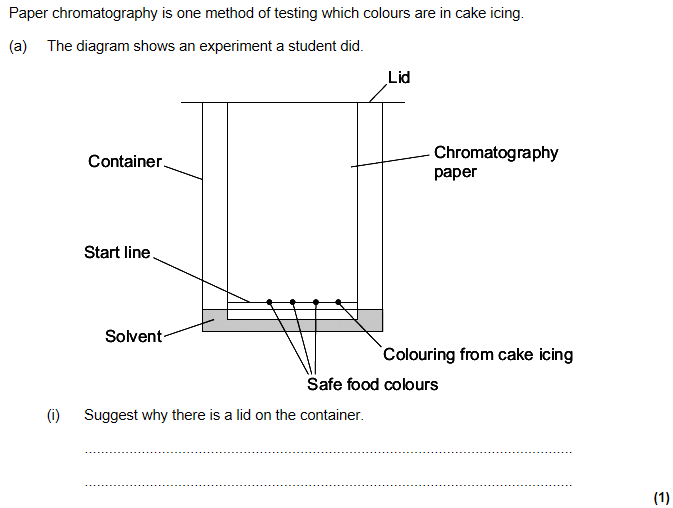 Paper chromatography is one method of testing which colours are in cake icing.
(a) The diagram shows an experiment a student did.
Lid
Container
Chromatography
paper
Start line
Solvent
Colouring from cake icing
Safe food colours
(i) Suggest why there is a lid on the container.
(1)